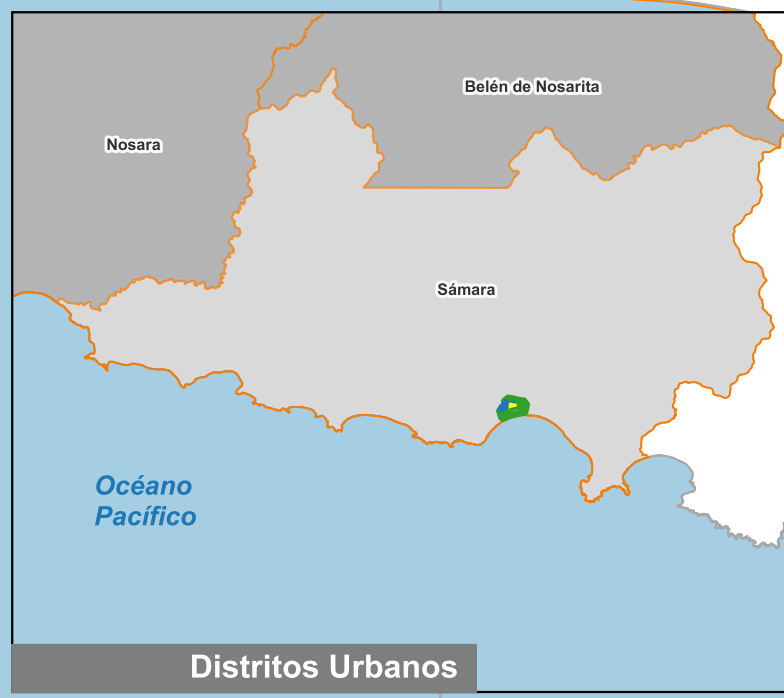 Belén de Nosarita
Nosara
Sámara
Océano
Pacífico
Distritos Urbanos